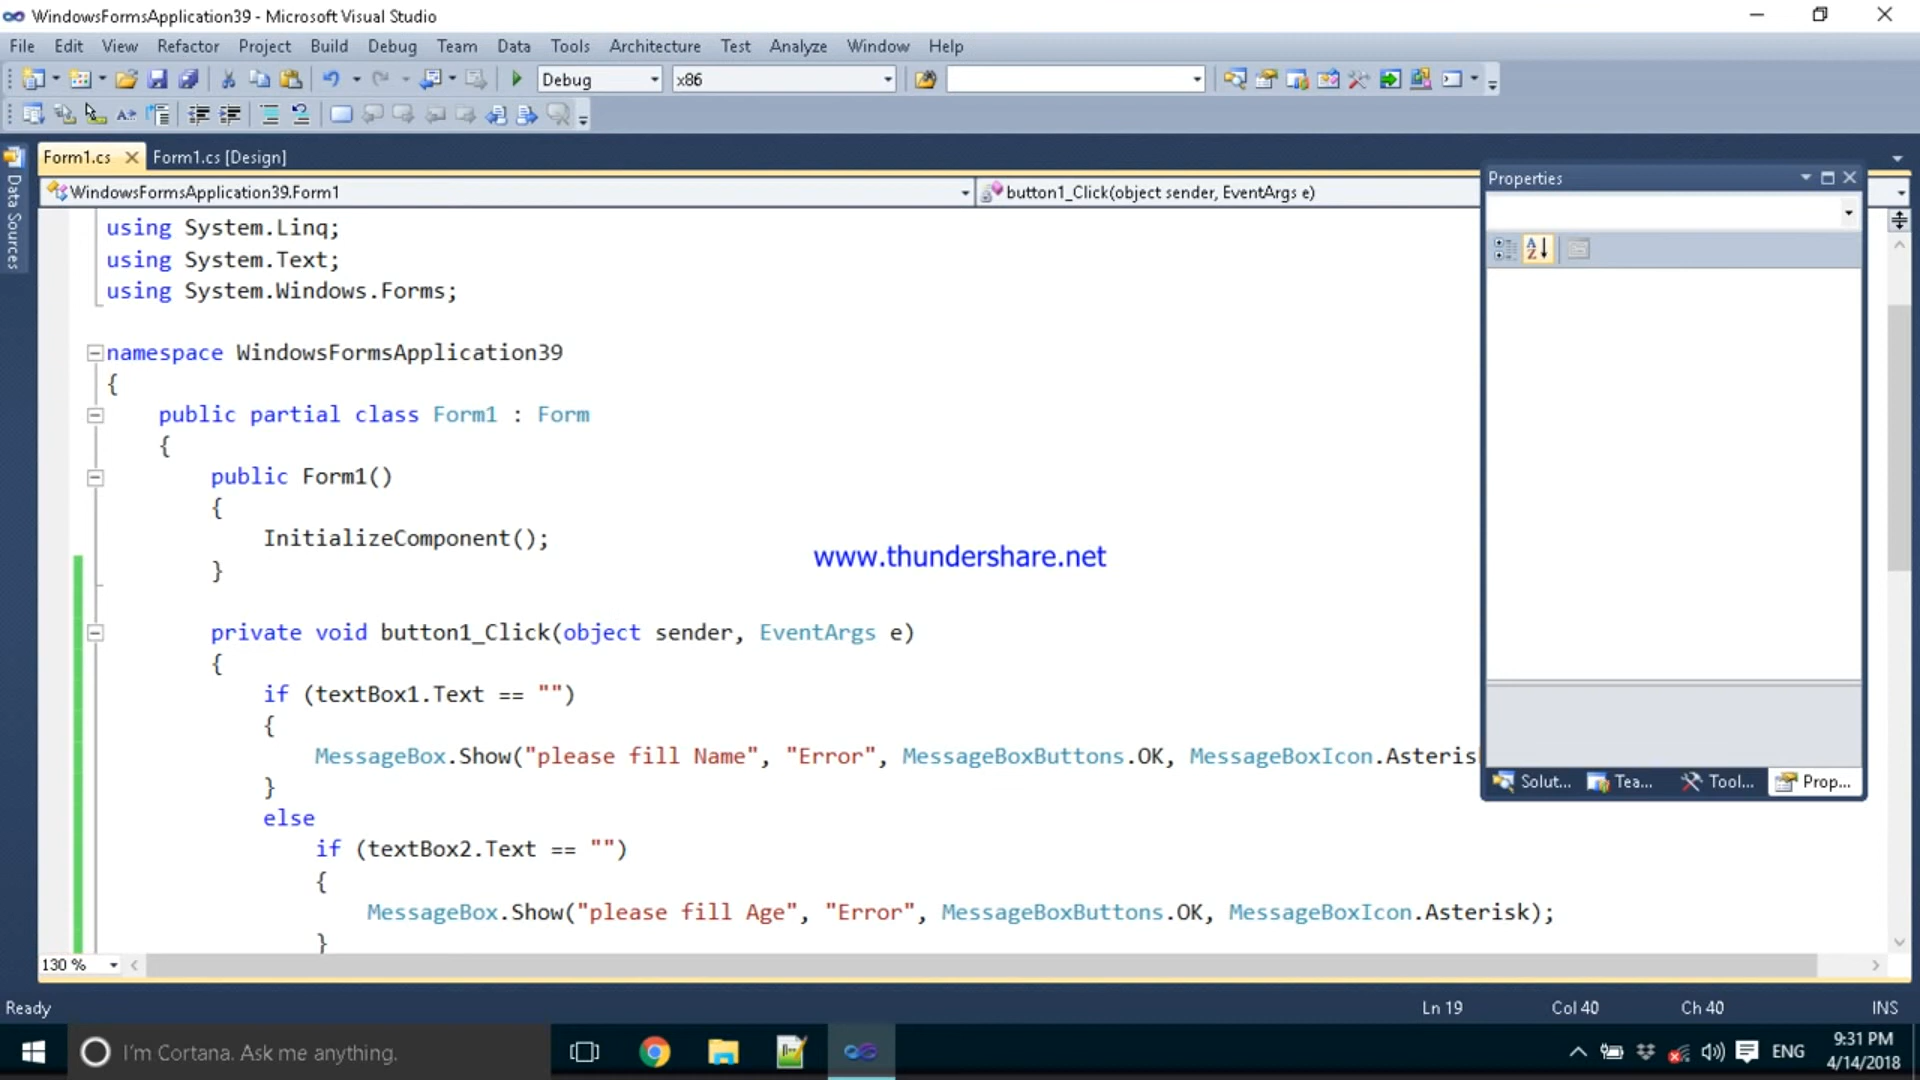 WindowsFormsApplication39 - Microsoft Visual Studio
File Edit View Refactor Project Build Debug Team Data Tools Architecture Test Analyze Window Help
Debug x86
Data Sources
Form1.cs Form1.cs [Design]
WindowsFormsApplication39.Form1 button1_Click(object sender, EventArgs e)
Properties
using System.Linq;
using System.Text;
using System.Windows.Forms;
namespace WindowsFormsApplication39
{
public partial class Form1 : Form
{
public Form1()
{
InitializeComponent();
}
www.thundershare.net
private void button1_Click(object sender, EventArgs e)
{
if (textBox1.Text == "")
{
MessageBox.Show("please fill Name", "Error", MessageBoxButtons.OK, MessageBoxIcon.Asteris
}
else
if (textBox2.Text == "")
{
MessageBox.Show("please fill Age", "Error", MessageBoxButtons.OK, MessageBoxIcon.Asterisk);
}
Solut... Tea... Tool... Prop...
130 %
Ready Ln 19 Col 40 Ch 40 INS
I'm Cortana. Ask me anything.
ENG
9:31 PM
4/14/2018